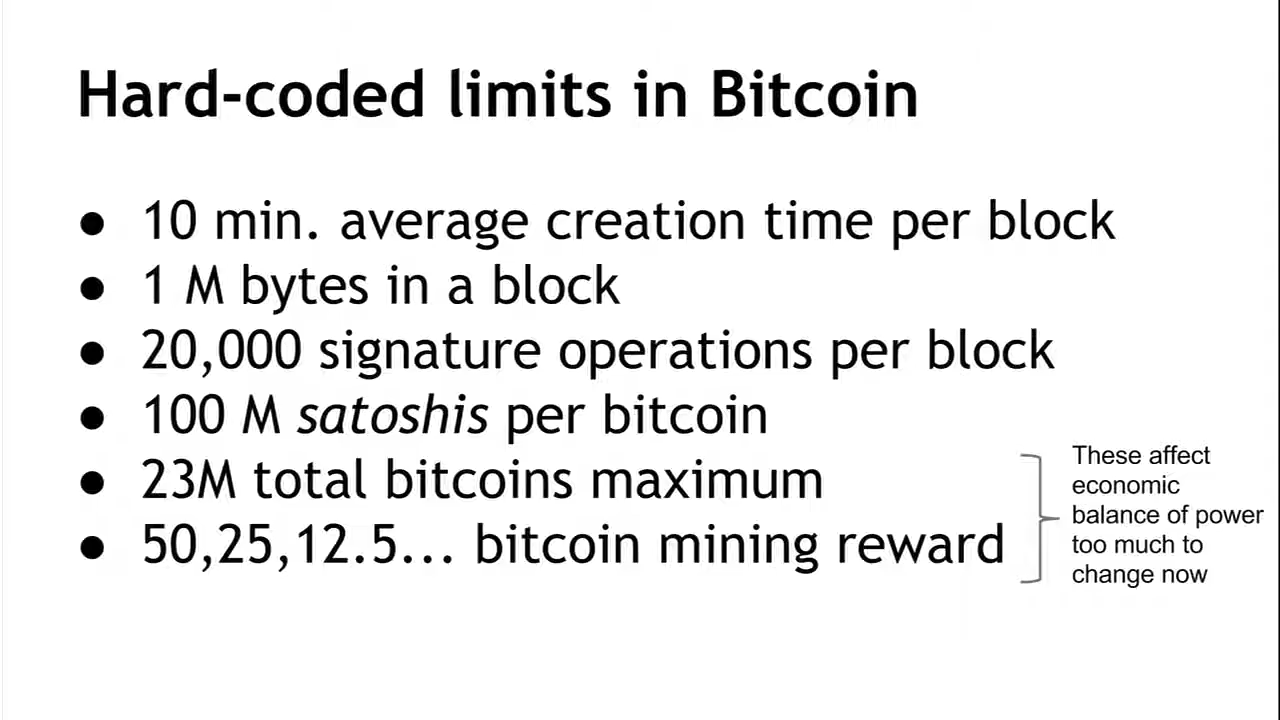 Hard-coded limits in Bitcoin
● 10 min. average creation time per block
● 1 M bytes in a block
● 20,000 signature operations per block
● 100 M satoshis per bitcoin
● 23M total bitcoins maximum
● 50,25,12.5... bitcoin mining reward
These affect
economic
balance of power
too much to
change now